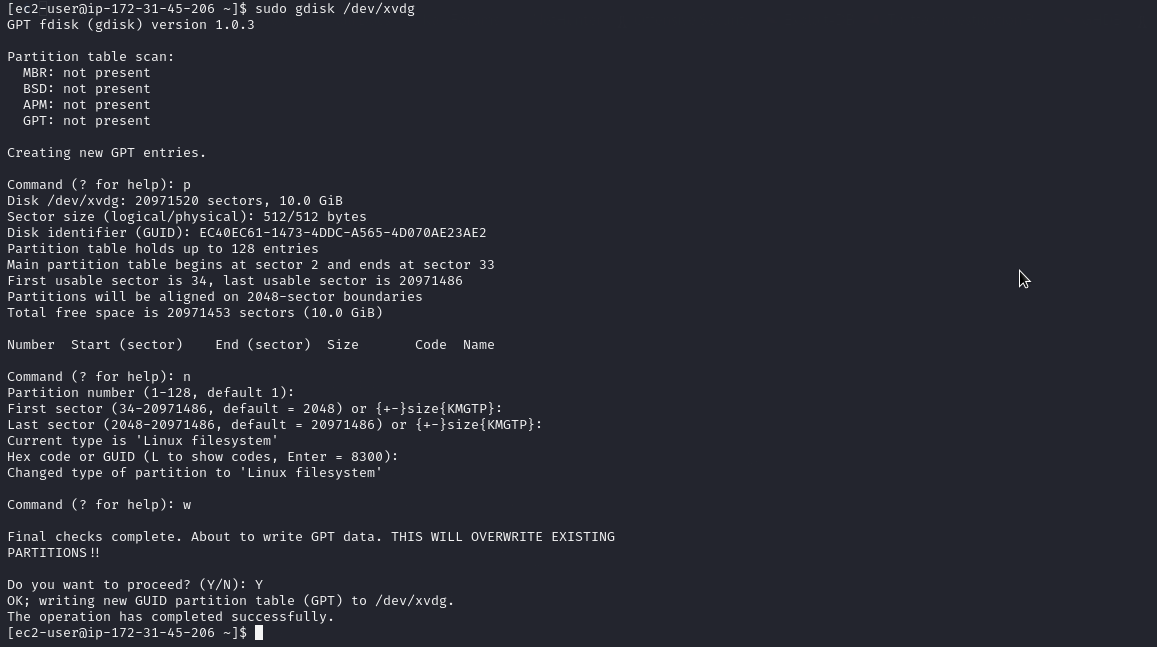 [ec2-user@ip-172-31-45-206 ~]$ sudo gdisk /dev/xvdg
GPT fdisk (gdisk) version 1.0.3
Partition table scan:
  MBR: not present
  BSD: not present
  APM: not present
  GPT: not present
Creating new GPT entries.
Command (? for help): p
Disk /dev/xvdg: 20971520 sectors, 10.0 GiB
Sector size (logical/physical): 512/512 bytes
Disk identifier (GUID): EC40EC61-1473-4DDC-A565-4D070AE23AE2
Partition table holds up to 128 entries
Main partition table begins at sector 2 and ends at sector 33
First usable sector is 34, last usable sector is 20971486
Partitions will be aligned on 2048-sector boundaries
Total free space is 20971453 sectors (10.0 GiB)
Number  Start (sector)    End (sector)  Size       Code  Name
Command (? for help): n
Partition number (1-128, default 1):
First sector (34-20971486, default = 2048) or {+-}size{KMGTP}:
Last sector (2048-20971486, default = 20971486) or {+-}size{KMGTP}:
Current type is 'Linux filesystem'
Hex code or GUID (L to show codes, Enter = 8300):
Changed type of partition to 'Linux filesystem'
Command (? for help): w
Final checks complete. About to write GPT data. THIS WILL OVERWRITE EXISTING
PARTITIONS!!
Do you want to proceed? (Y/N): Y
OK; writing new GUID partition table (GPT) to /dev/xvdg.
The operation has completed successfully.
[ec2-user@ip-172-31-45-206 ~]$